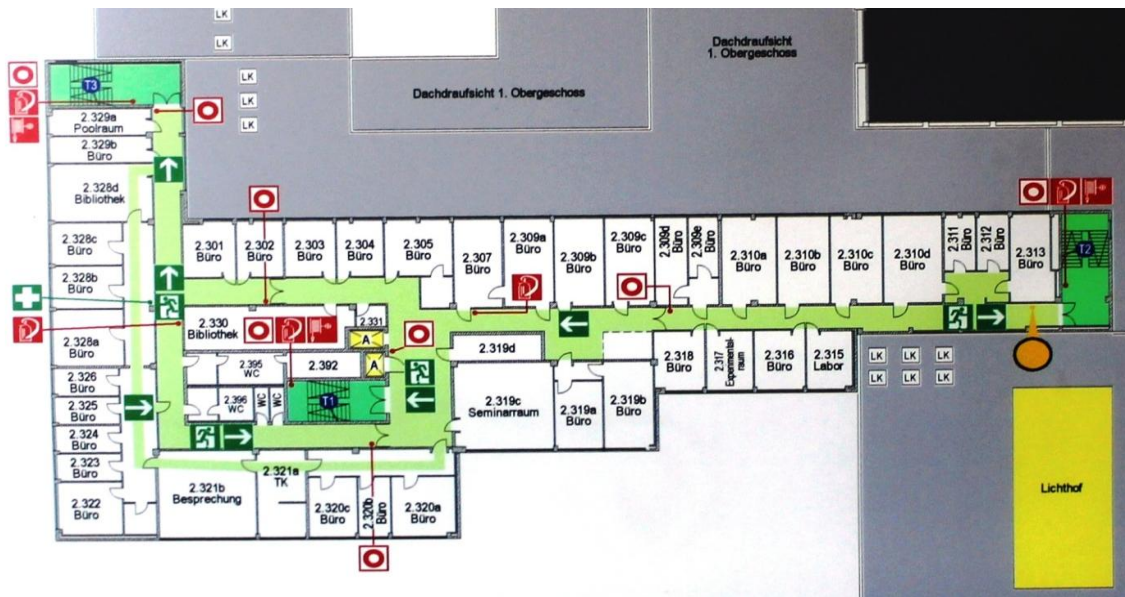 LK
LK
Dachdraufsicht
1. Obergeschoss
LK
LK
LK
Dachdraufsicht 1. Obergeschoss
T3
2.329a
Poolraum
2.329b
Büro
2.328d
Bibliothek
2.328c
Büro
2.328b
Büro
2.328a
Büro
2.326
Büro
2.325
Büro
2.324
Büro
2.323
Büro
2.322
Büro
2.301
Büro
2.302
Büro
2.303
Büro
2.304
Büro
2.305
Büro
2.307
Büro
2.309a
Büro
2.309b
Büro
2.309c
Büro
2.309d
Büro
2.309e
Büro
2.310a
Büro
2.310b
Büro
2.310c
Büro
2.310d
Büro
2.311
Büro
2.312
Büro
2.313
Büro
T2
2.330
Bibliothek
2.331
A
A
2.395
WC
2.392
2.396
WC
WC
WC
T1
2.319d
2.319c
Seminarraum
2.319a
Büro
2.319b
Büro
2.318
Büro
2.317
Experimental-
raum
2.316
Büro
2.315
Labor
LK
LK
LK
LK
LK
LK
2.321b
Besprechung
2.321a
TK
2.320c
Büro
2.320b
Büro
2.320a
Büro
Lichthof